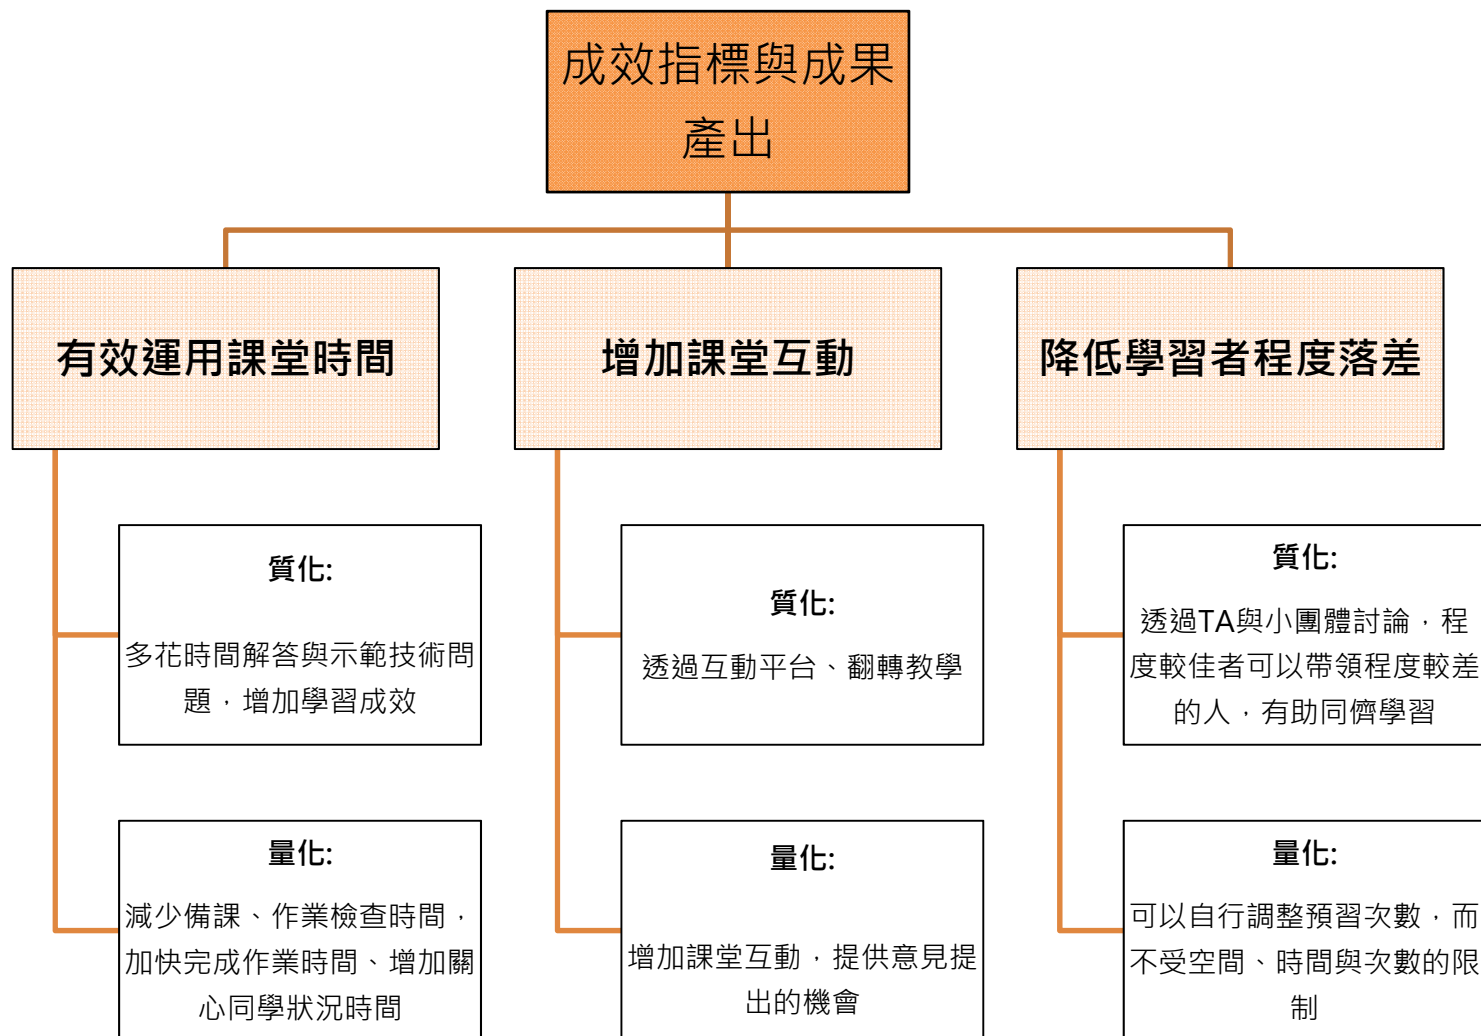 成效指標與成果
產出
有效運用課堂時間
增加課堂互動
降低學習者程度落差
質化:
多花時間解答與示範技術問
題，增加學習成效
質化:
透過互動平台、翻轉教學
質化:
透過TA與小團體討論，程
度較佳者可以帶領程度較差
的人，有助同儕學習
量化:
減少備課、作業檢查時間，
加快完成作業時間、增加關
心同學狀況時間
量化:
增加課堂互動，提供意見提
出的機會
量化:
可以自行調整預習次數，而
不受空間、時間與次數的限
制